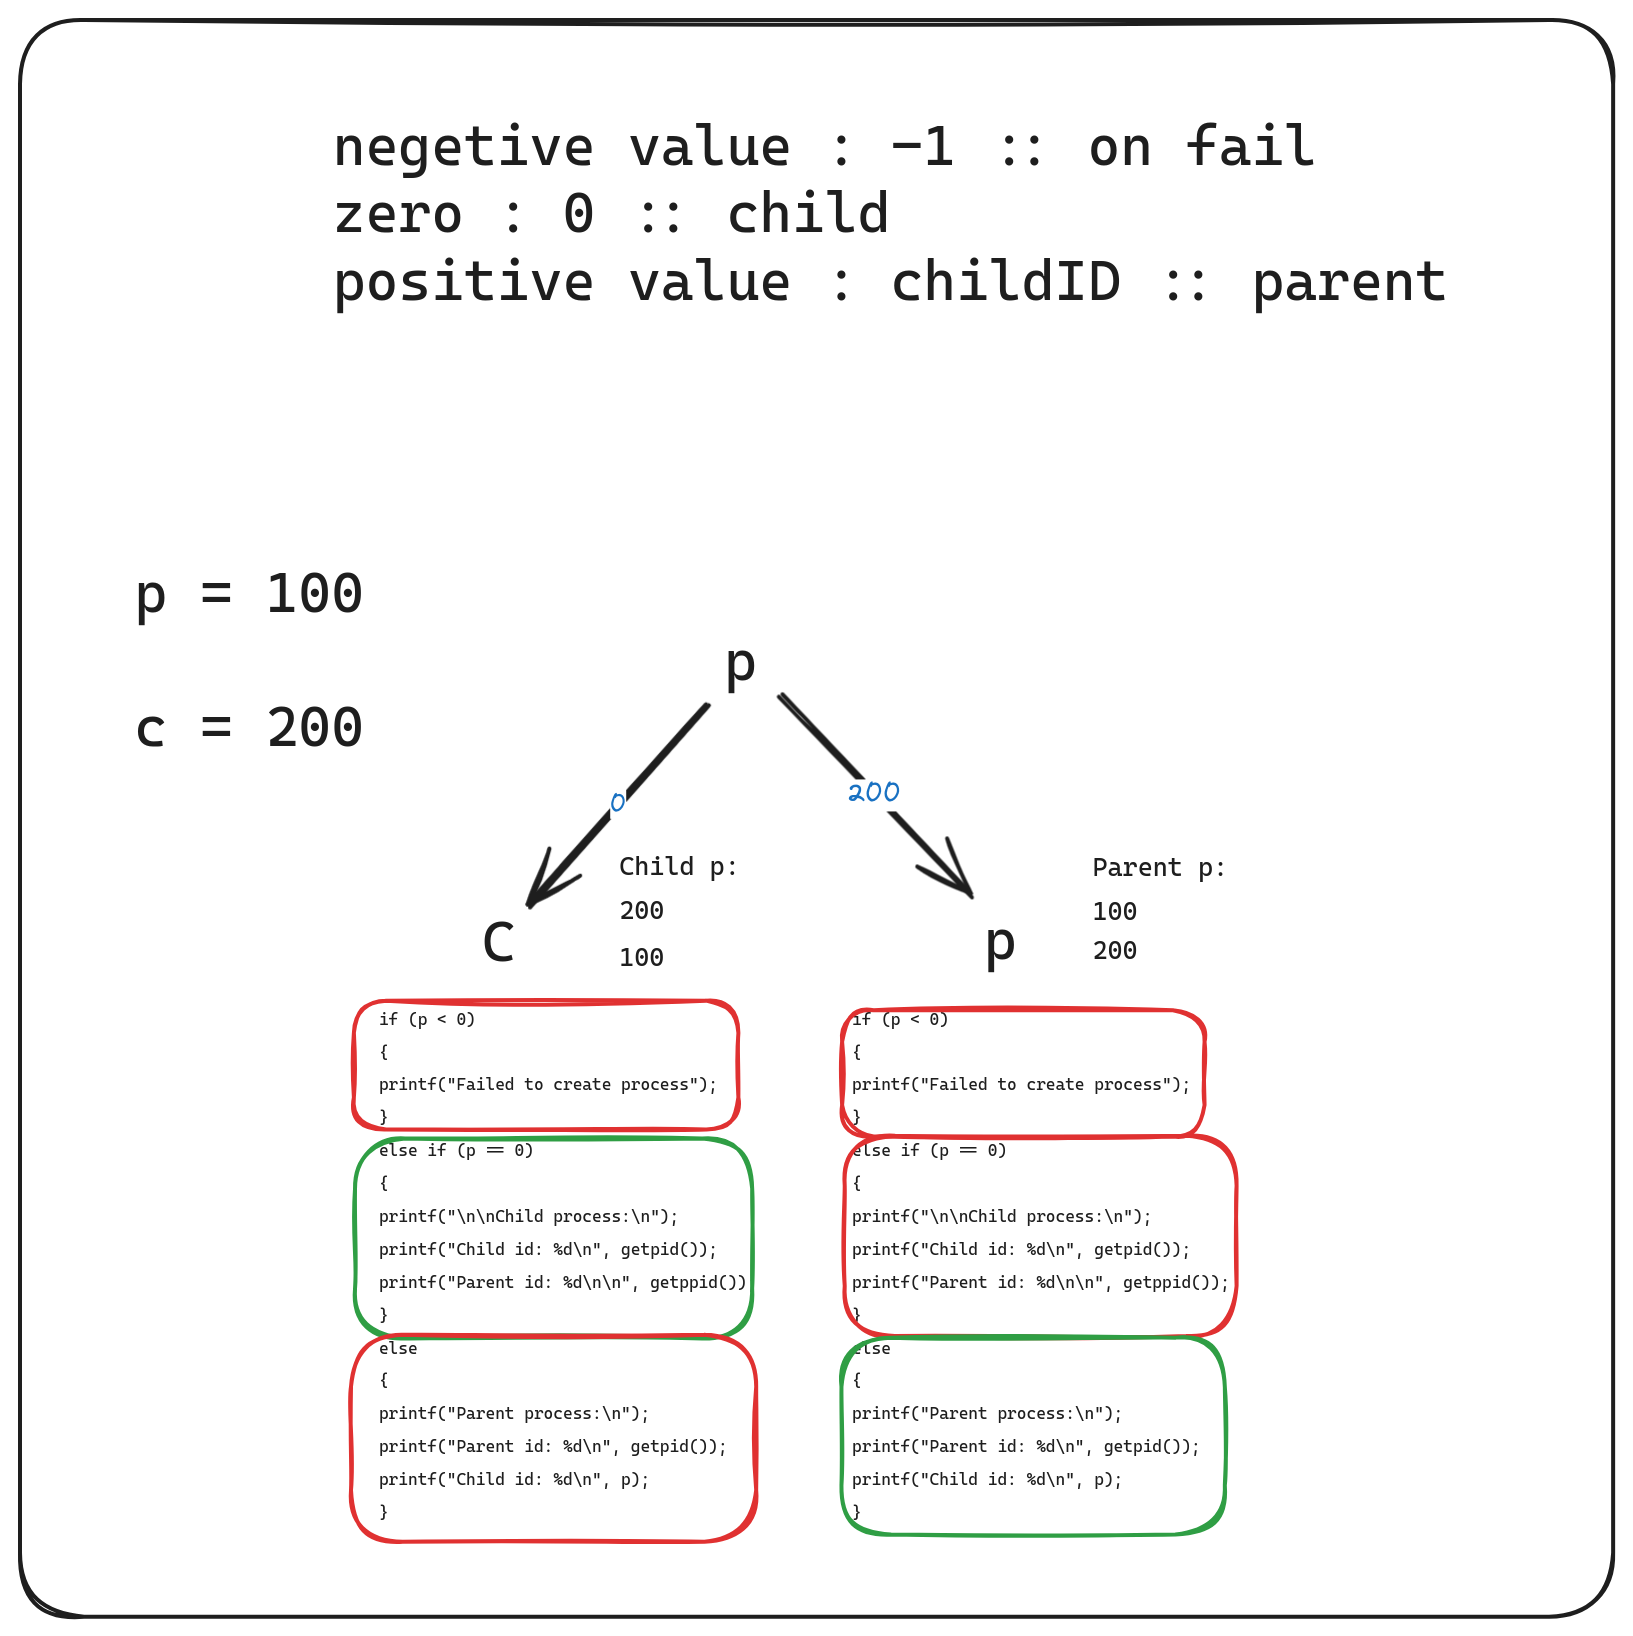 negetive value : -1 :: on fail
zero : 0 :: child
positive value : childID :: parent
p = 100
c = 200
p
0
200
Child p:
200
100
C
Parent p:
100
200
p
if (p < 0)
{
printf("Failed to create process");
}
else if (p == 0)
{
printf("\n\nChild process:\n");
printf("Child id: %d\n", getpid());
printf("Parent id: %d\n\n", getppid())
}
else
{
printf("Parent process:\n");
printf("Parent id: %d\n", getpid());
printf("Child id: %d\n", p);
}
if (p < 0)
{
printf("Failed to create process");
}
else if (p == 0)
{
printf("\n\nChild process:\n");
printf("Child id: %d\n", getpid());
printf("Parent id: %d\n\n", getppid());
}
else
{
printf("Parent process:\n");
printf("Parent id: %d\n", getpid());
printf("Child id: %d\n", p);
}